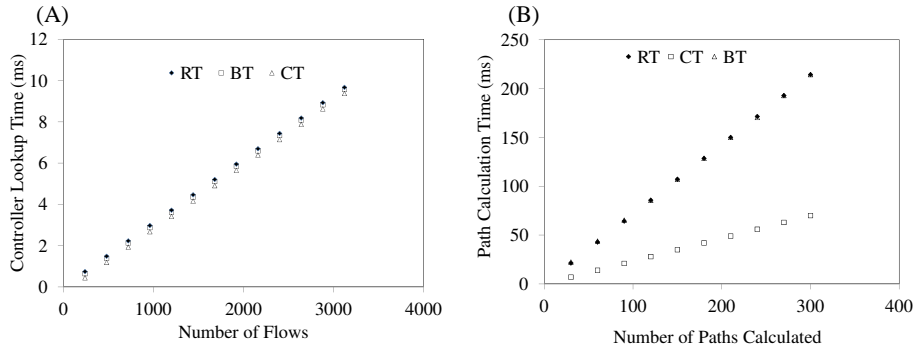 (A)
12
10
8
6
4
2
0
Controller Lookup Time (ms)
RT BT CT
0 1000 2000 3000 4000
Number of Flows
(B)
250
200
150
100
50
0
Path Calculation Time (ms)
RT CT BT
0 100 200 300 400
Number of Paths Calculated